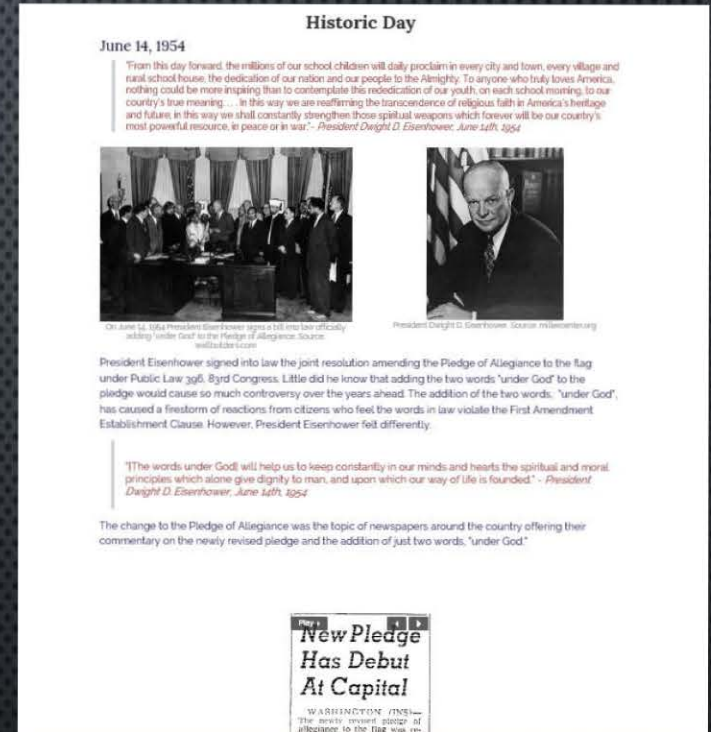 Historic Day
June 14, 1954
"From this day forward, the millions of our school children will daily proclaim in every city and town, every village and
rural school house, the dedication of our nation and our people to the Almighty. To anyone who truly loves America,
nothing could be more inspiring than to contemplate this rededication of our youth, on each school morning, to our
country's true meaning. . . . In this way we are reaffirming the transcendence of religious faith in America's heritage
and future; in this way we shall constantly strengthen those spiritual weapons which forever will be our country's
most powerful resource, in peace or in war."- President Dwight D. Eisenhower, June 14th, 1954
On June 14, 1954 President Eisenhower signs a bill into law officially
adding "under God" to the Pledge of Allegiance. Source:
wallbuilders.com
President Dwight D. Eisenhower. Source: millercenter.org
President Eisenhower signed into law the joint resolution amending the Pledge of Allegiance to the flag
under Public Law 396, 83rd Congress. Little did he know that adding the two words "under God" to the
pledge would cause so much controversy over the years ahead. The addition of the two words, "under God",
has caused a firestorm of reactions from citizens who feel the words in law violate the First Amendment
Establishment Clause. However, President Eisenhower felt differently.
"[The words under God] will help us to keep constantly in our minds and hearts the spiritual and moral
principles which alone give dignity to man, and upon which our way of life is founded." - President
Dwight D. Eisenhower, June 14th, 1954
The change to the Pledge of Allegiance was the topic of newspapers around the country offering their
commentary on the newly revised pledge and the addition of just two words, "under God."
Play
New Pledge
Has Debut
At Capital
WASHINGTON (INS)—
The newly revised pledge of
allegiance to the flag was re-